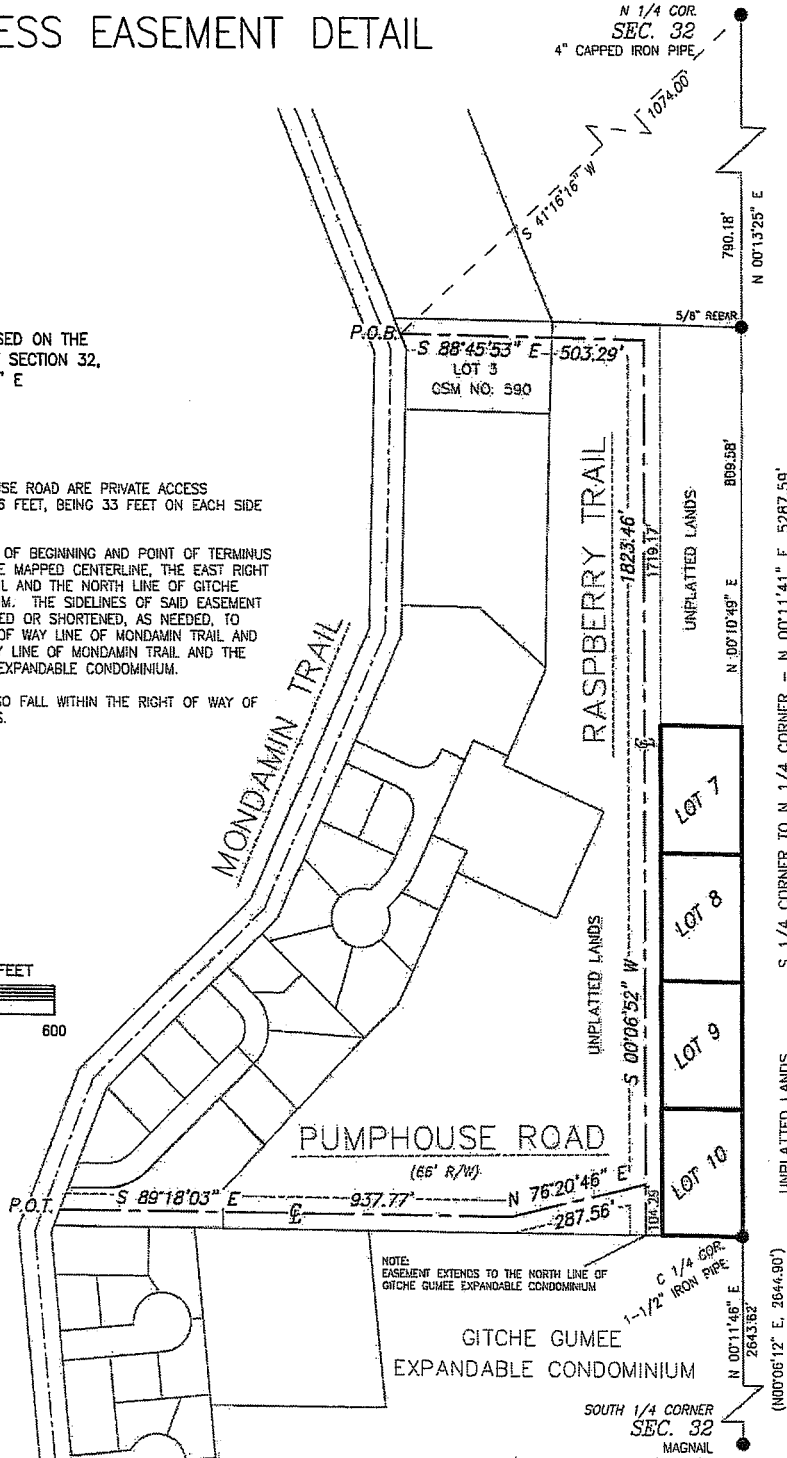 ESS EASEMENT DETAIL
N 1/4 COR.
SEC. 32
4" CAPPED IRON PIPE
1074.00'
S 41°16'16" W
790.18'
N 00°13'25" E
SED ON THE
SECTION 32,
" E
P.O.B.
5/8" REBAR
S 88°45'53" E 503.29'
LOT 3
CSM NO: 590
SE ROAD ARE PRIVATE ACCESS
6 FEET, BEING 33 FEET ON EACH SIDE
OF BEGINNING AND POINT OF TERMINUS
E MAPPED CENTERLINE, THE EAST RIGHT
L AND THE NORTH LINE OF GITCHE
M. THE SIDELINES OF SAID EASEMENT
ED OR SHORTENED, AS NEEDED, TO
OF WAY LINE OF MONDAMIN TRAIL AND
Y LINE OF MONDAMIN TRAIL AND THE
EXPANDABLE CONDOMINIUM.
SO FALL WITHIN THE RIGHT OF WAY OF
S.
MONDAMIN TRAIL
RASPBERRY TRAIL
1823.46'
1719.17'
UNPLATTED LANDS
809.58'
N 00°10'49" E
S 1/4 CORNER TO N 1/4 CORNER - N 00°11'41" E 5287.59'
LOT 7
LOT 8
LOT 9
LOT 10
UNPLATTED LANDS
S 00°06'52" W
UNPLATTED LANDS
FEET
600
PUMPHOUSE ROAD
(66' R/W)
P.O.T.
S 89°18'03" E 937.77'
N 76°20'46" E
287.56'
104.29'
NOTE:
EASEMENT EXTENDS TO THE NORTH LINE OF
GITCHE GUMEE EXPANDABLE CONDOMINIUM
C 1/4 COR.
1-1/2" IRON PIPE
N 00°11'46" E
2643.62'
(N00°06'12" E, 2644.90')
GITCHE GUMEE
EXPANDABLE CONDOMINIUM
SOUTH 1/4 CORNER
SEC. 32
MAGNAIL